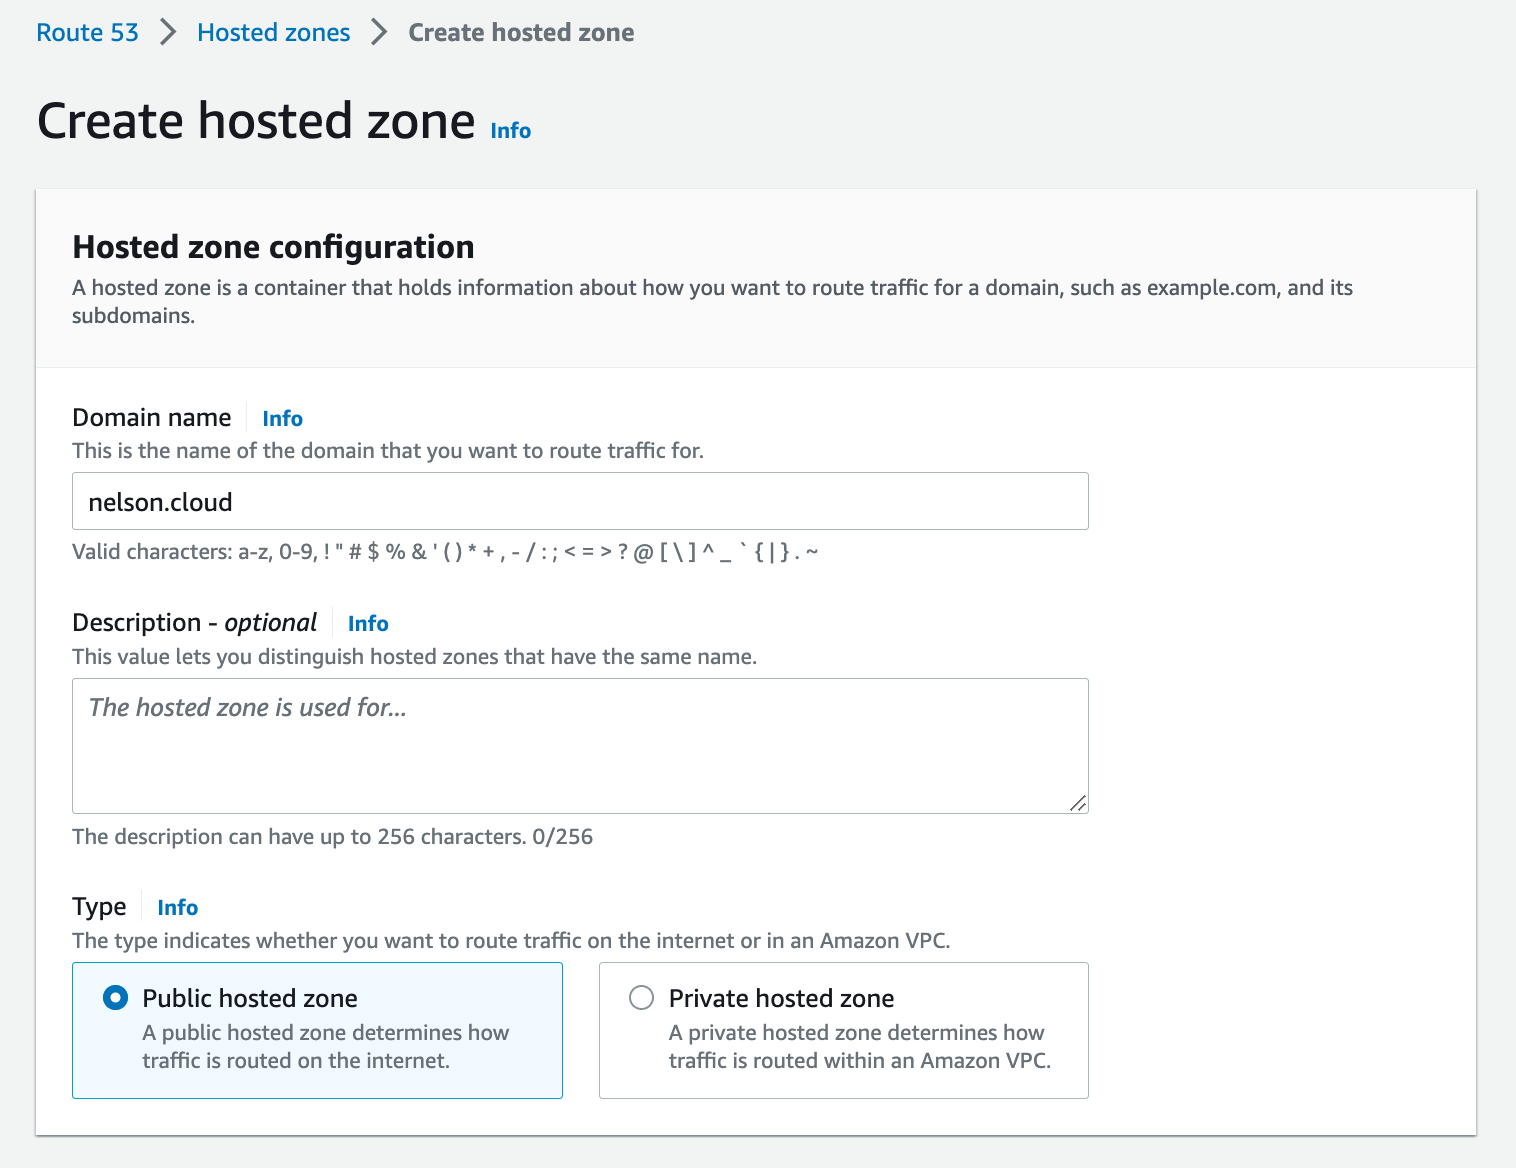 Route 53 > Hosted zones > Create hosted zone
Create hosted zone Info
Hosted zone configuration
A hosted zone is a container that holds information about how you want to route traffic for a domain, such as example.com, and its
subdomains.
Domain name Info
This is the name of the domain that you want to route traffic for.
nelson.cloud
Valid characters: a-z, 0-9, ! " # $ % & ' ( ) * + , - / : ; < = > ? @ [ \ ] ^ _ ` { | } . ~
Description - optional Info
This value lets you distinguish hosted zones that have the same name.
The hosted zone is used for...
The description can have up to 256 characters. 0/256
Type Info
The type indicates whether you want to route traffic on the internet or in an Amazon VPC.
Public hosted zone
A public hosted zone determines how
traffic is routed on the internet.
Private hosted zone
A private hosted zone determines how
traffic is routed within an Amazon VPC.